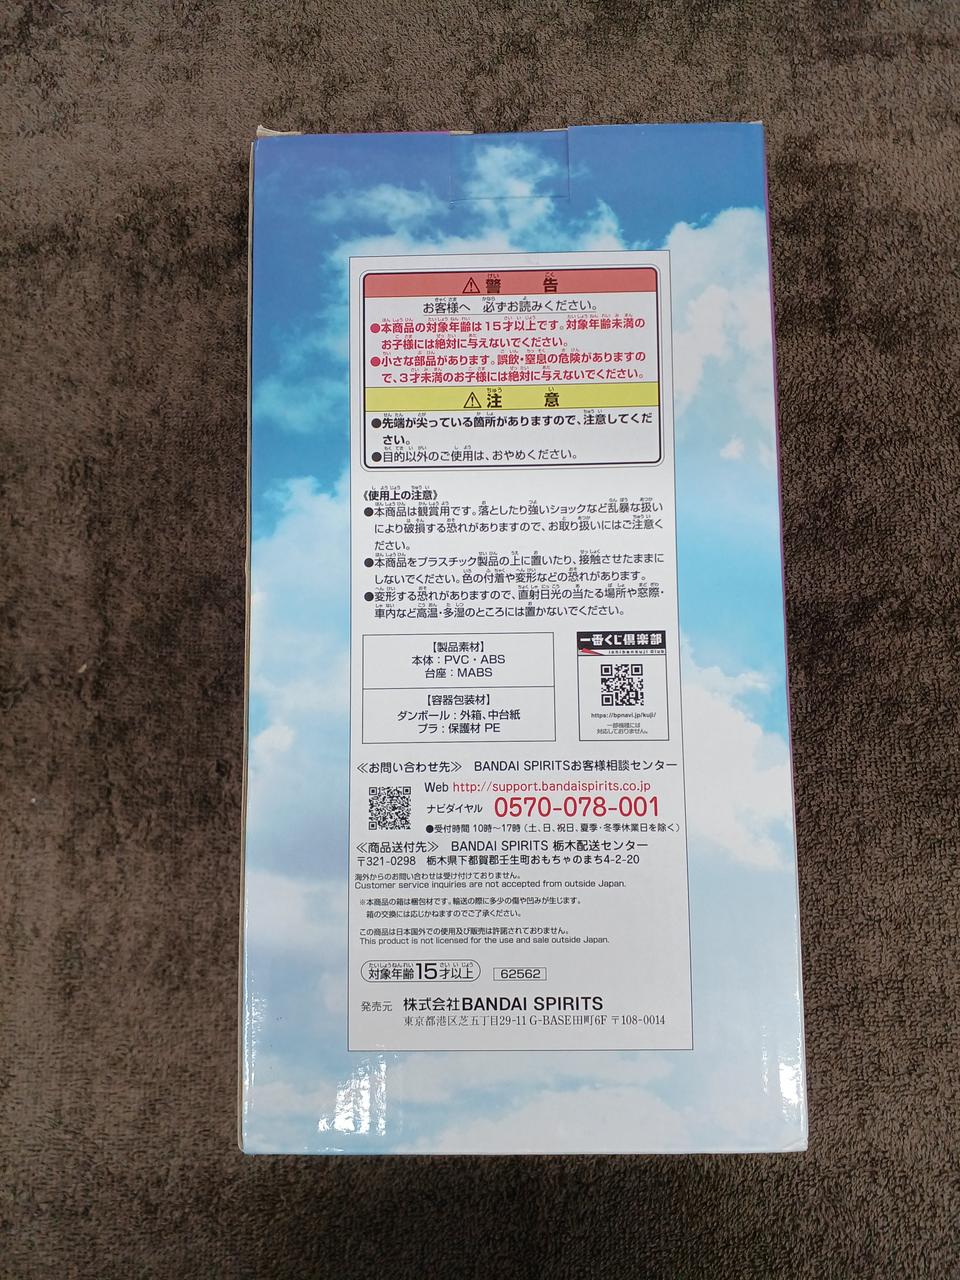 ⚠警告
お客様へ 必ずお読みください。
●本商品の対象年齢は15才以上です。対象年齢未満の
お子様には絶対に与えないでください。
●小さな部品があります。誤飲・窒息の危険がありますの
で、3才未満のお子様には絶対に与えないでください。
⚠注意
●先端が尖っている箇所がありますので、注意してくだ
さい。
●目的以外のご使用は、おやめください。
《使用上の注意》
●本商品は観賞用です。落としたり強いショックなど乱暴な扱い
により破損する恐れがありますので、お取り扱いにはご注意く
ださい。
●本商品をプラスチック製品の上に置いたり、接触させたままに
しないでください。色の付着や変形などの恐れがあります。
●変形する恐れがありますので、直射日光の当たる場所や窓際・
車内など高温・多湿のところには置かないでください。
【製品素材】
本体：PVC・ABS
台座：MABS
【容器包装材】
ダンボール：外箱、中台紙
プラ：保護材 PE
一番くじ倶楽部
ichibankuji club
https://bpnavi.jp/kuji/
一部機種には
対応しておりません。
≪お問い合わせ先≫ BANDAI SPIRITSお客様相談センター
Web http://support.bandaispirits.co.jp
ナビダイヤル 0570-078-001
●受付時間 10時～17時（土、日、祝日、夏季・冬季休業日を除く）
≪商品送付先≫ BANDAI SPIRITS 栃木配送センター
〒321-0298 栃木県下都賀郡壬生町おもちゃのまち4-2-20
海外からのお問い合わせは受け付けておりません。
Customer service inquiries are not accepted from outside Japan.
※本商品の箱は梱包材です。輸送の際に多少の傷や凹みが生じます。
箱の交換には応じかねますのでご了承ください。
この商品は日本国外での使用及び販売は許諾されておりません。
This product is not licensed for the use and sale outside Japan.
対象年齢15才以上 62562
発売元 株式会社BANDAI SPIRITS
東京都港区芝五丁目29-11 G-BASE田町6F 〒108-0014